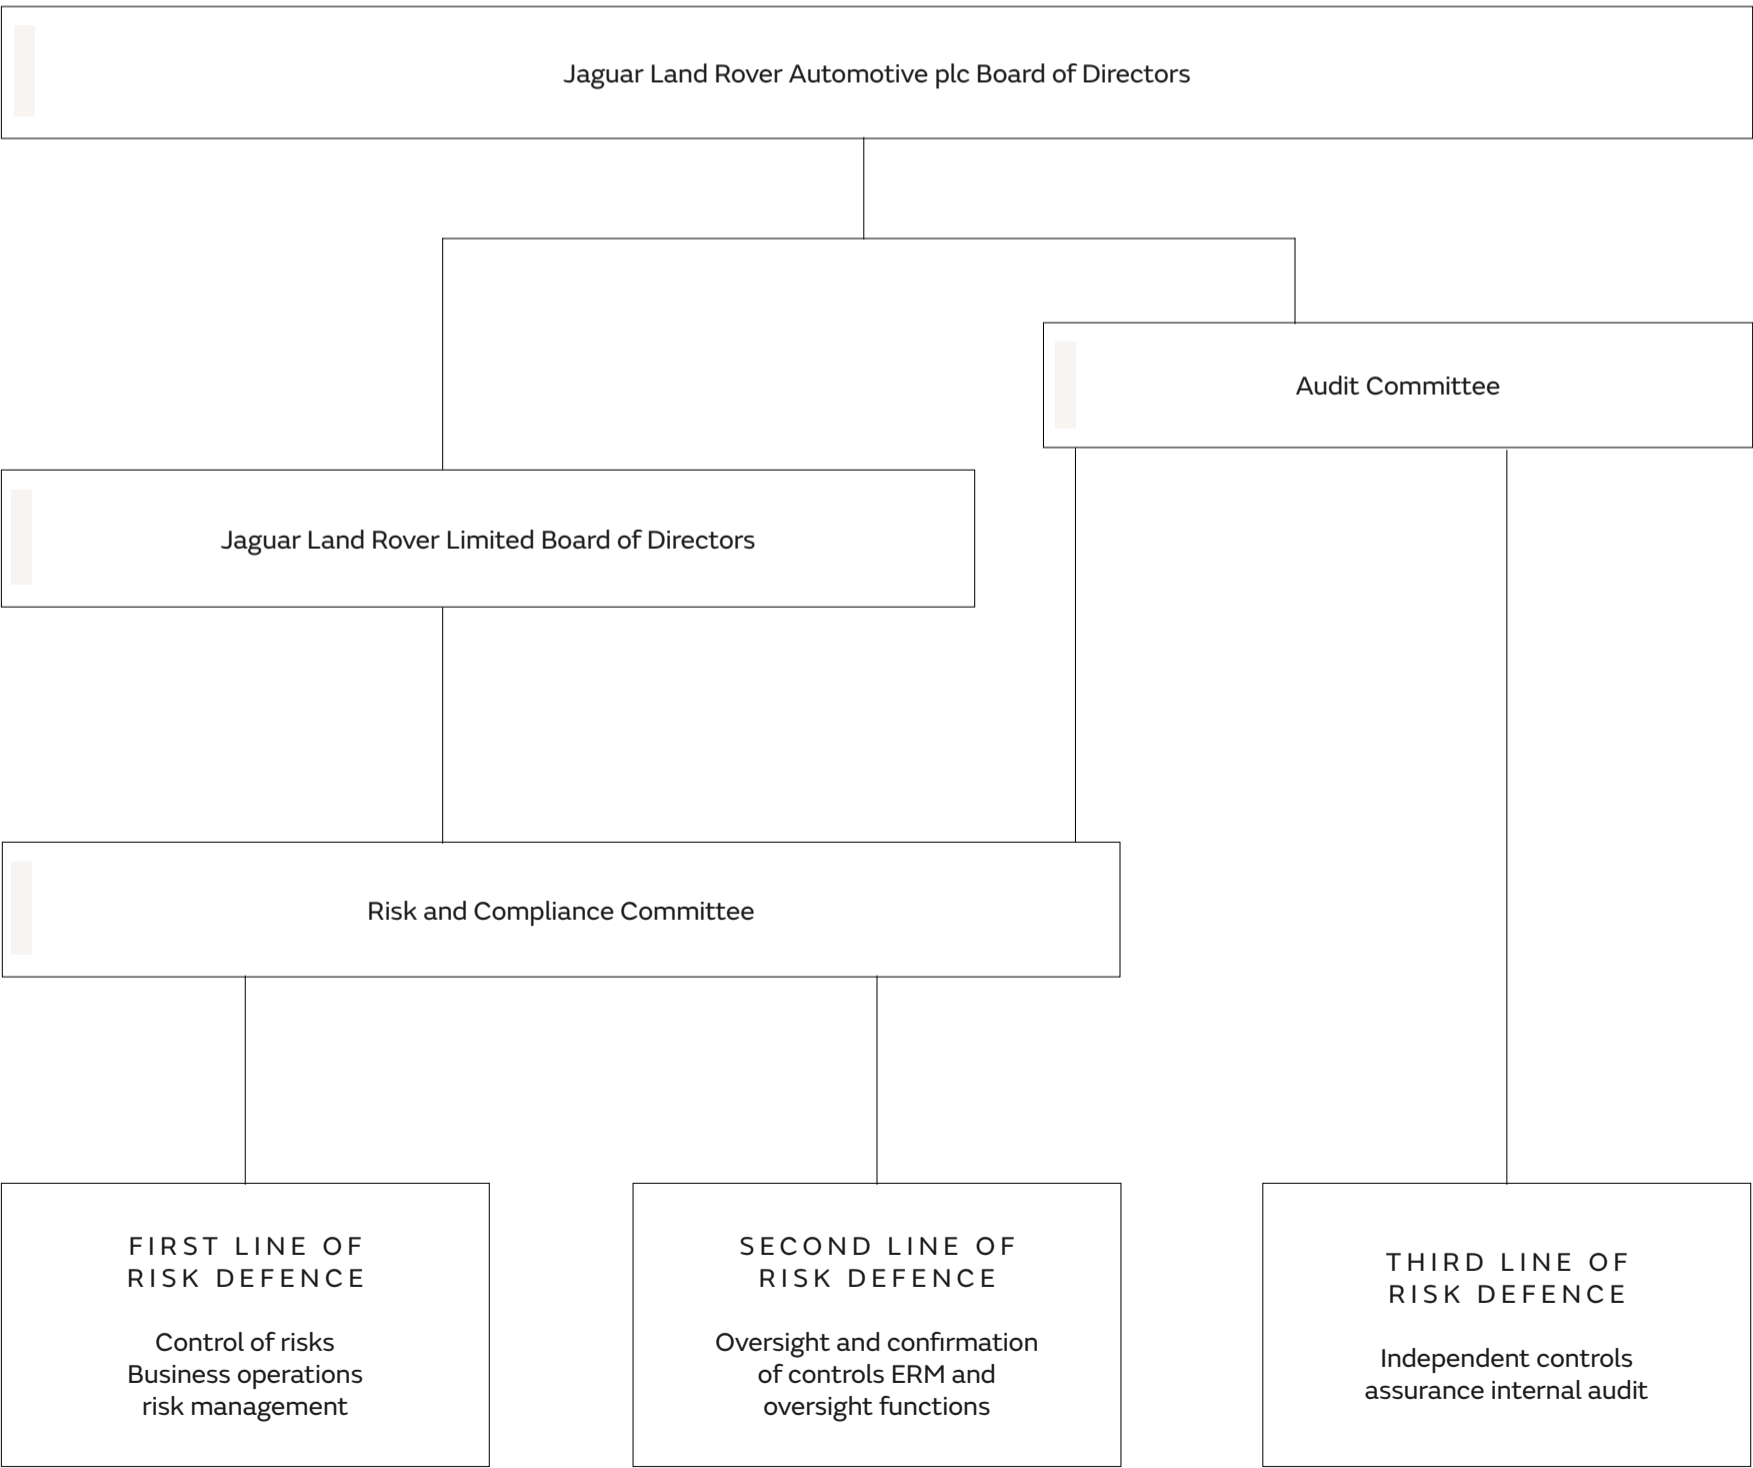 Jaguar Land Rover Automotive plc Board of Directors
Audit Committee
Jaguar Land Rover Limited Board of Directors
Risk and Compliance Committee
FIRST LINE OF
RISK DEFENCE
Control of risks
Business operations
risk management
SECOND LINE OF
RISK DEFENCE
Oversight and confirmation
of controls ERM and
oversight functions
THIRD LINE OF
RISK DEFENCE
Independent controls
assurance internal audit